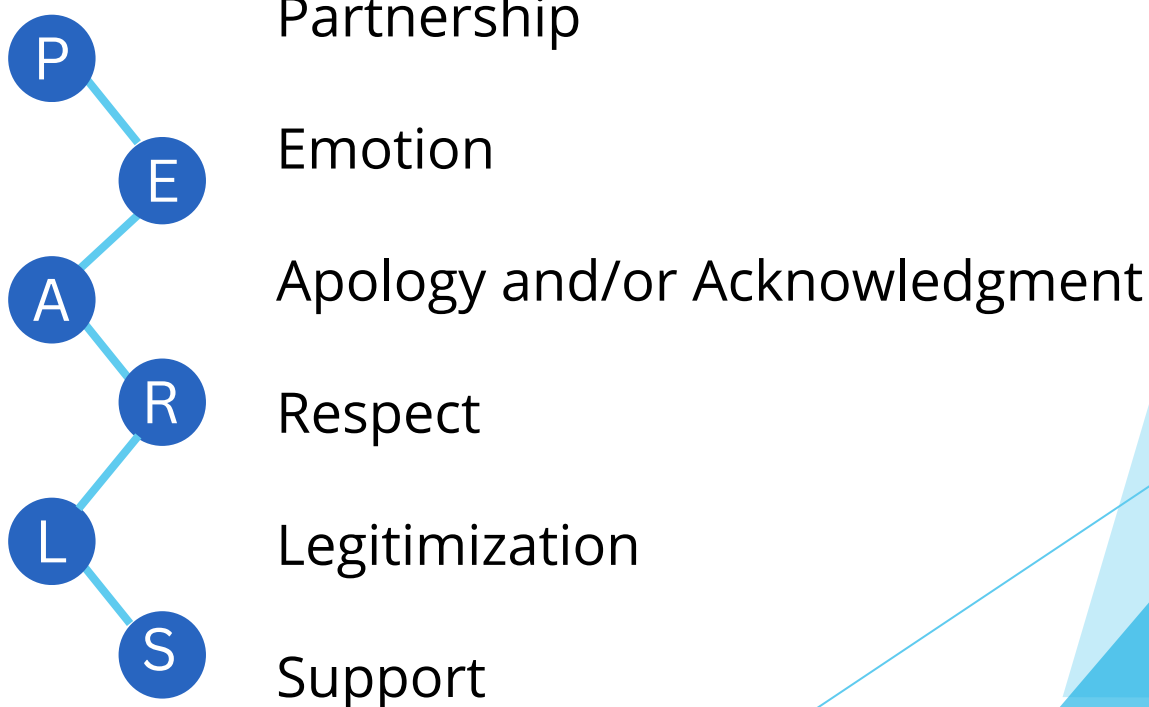 P Partnership
E Emotion
A Apology and/or Acknowledgment
R Respect
L Legitimization
S Support